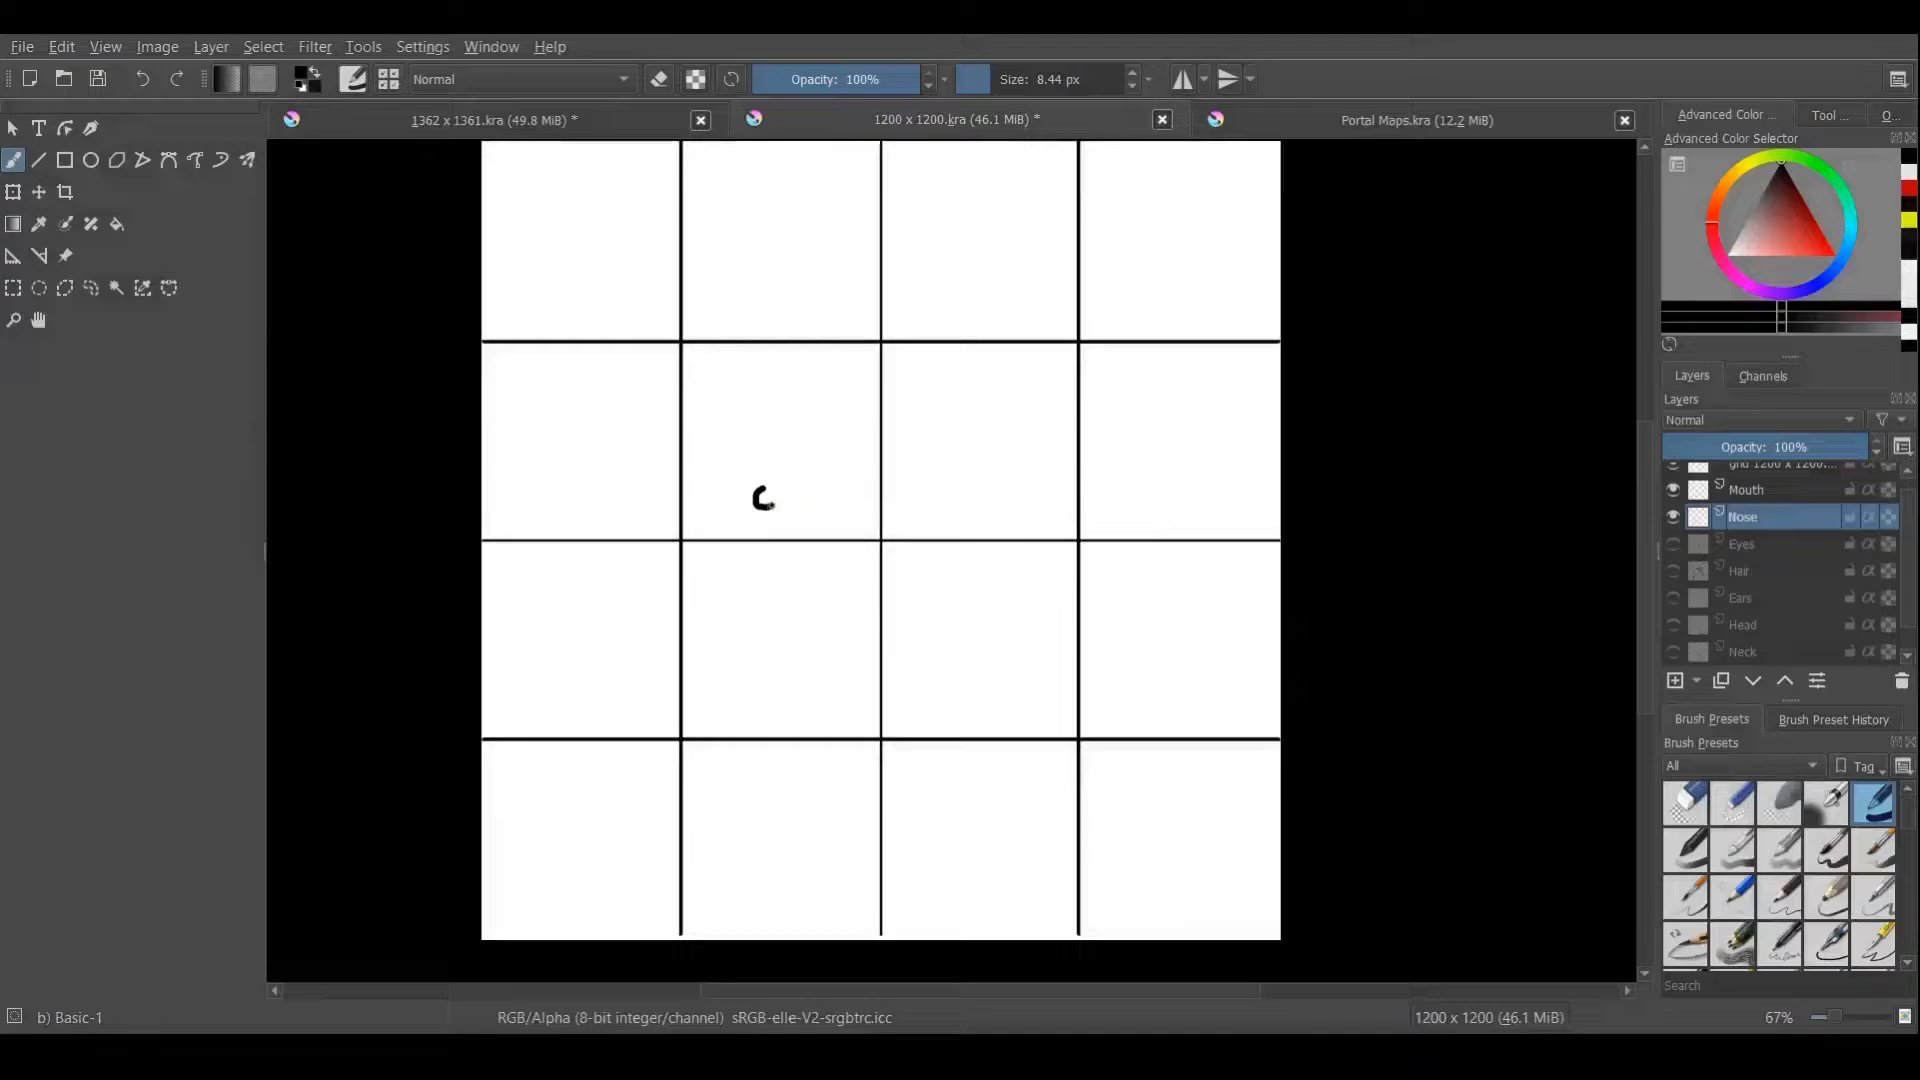 File Edit View Image Layer Select Filter Tools Settings Window Help
Normal Opacity: 100% Size: 8.44 px
1362 x 1361.kra (49.8 MiB) * 1200 x 1200.kra (46.1 MiB) * Portal Maps.kra (12.2 MiB)
Advanced Color ... Tool ... O...
Advanced Color Selector
Layers Channels
Layers
Normal
Opacity: 100%
grid 1200 x 1200....
Mouth
Nose
Eyes
Hair
Ears
Head
Neck
Brush Presets Brush Preset History
Brush Presets
All Tag
Search
b) Basic-1 RGB/Alpha (8-bit integer/channel) sRGB-elle-V2-srgbtrc.icc 1200 x 1200 (46.1 MiB) 67%